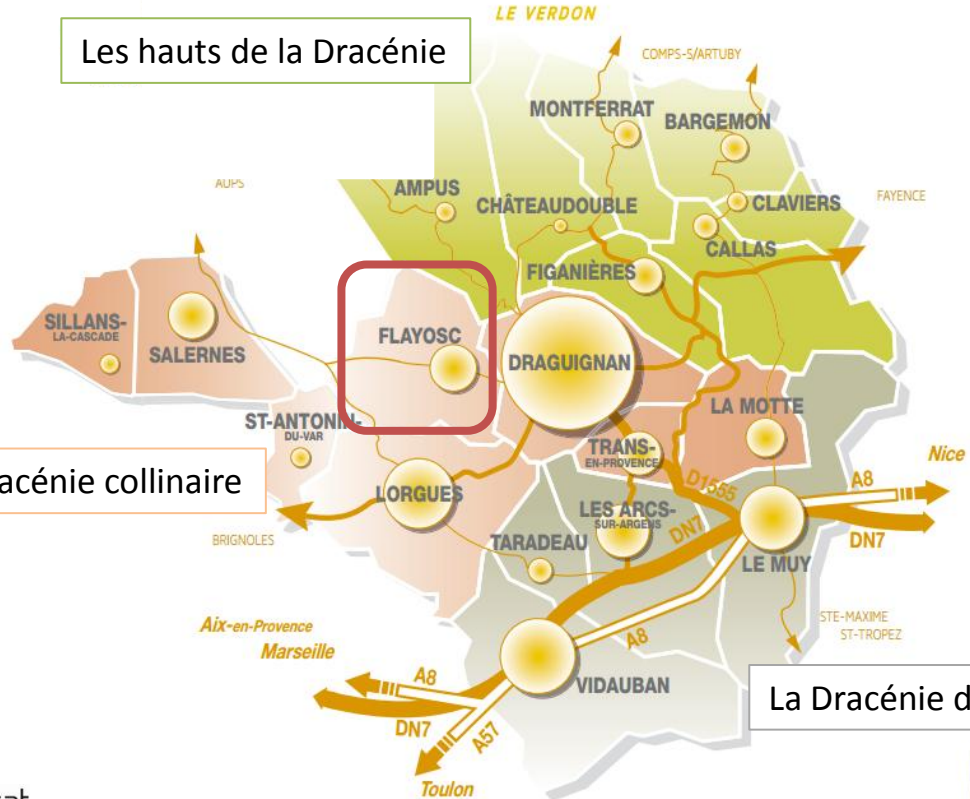 LE VERDON
Les hauts de la Dracénie
COMPS-S/ARTUBY
MONTFERRAT
BARGEMON
AUPS
AMPUS
CHÂTEAUDOUBLE
CLAVIERS
FAYENCE
CALLAS
FIGANIÈRES
SILLANS-
LA-CASCADE
SALERNES
FLAYOSC
DRAGUIGNAN
LA MOTTE
ST-ANTONIN-
DU-VAR
TRANS-
EN-PROVENCE
Nice
acénie collinaire
D1555
A8
LORGUES
LES ARCS-
SUR-ARGENS
DN7
DN7
BRIGNOLES
TARADEAU
LE MUY
Aix-en-Provence
Marseille
STE-MAXIME
ST-TROPEZ
A8
A8
VIDAUBAN
La Dracénie d
DN7
A57
Toulon